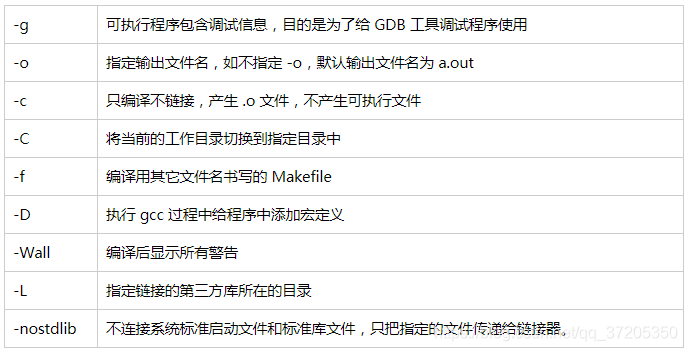 -g 可执行程序包含调试信息，目的是为了给 GDB 工具调试程序使用
-o 指定输出文件名，如不指定 -o，默认输出文件名为 a.out
-c 只编译不链接，产生 .o 文件，不产生可执行文件
-C 将当前的工作目录切换到指定目录中
-f 编译用其它文件名书写的 Makefile
-D 执行 gcc 过程中给程序中添加宏定义
-Wall 编译后显示所有警告
-L 指定链接的第三方库所在的目录
-nostdlib 不连接系统标准启动文件和标准库文件，只把指定的文件传递给链接器。
https://blog.csdn.net/qq_37205350